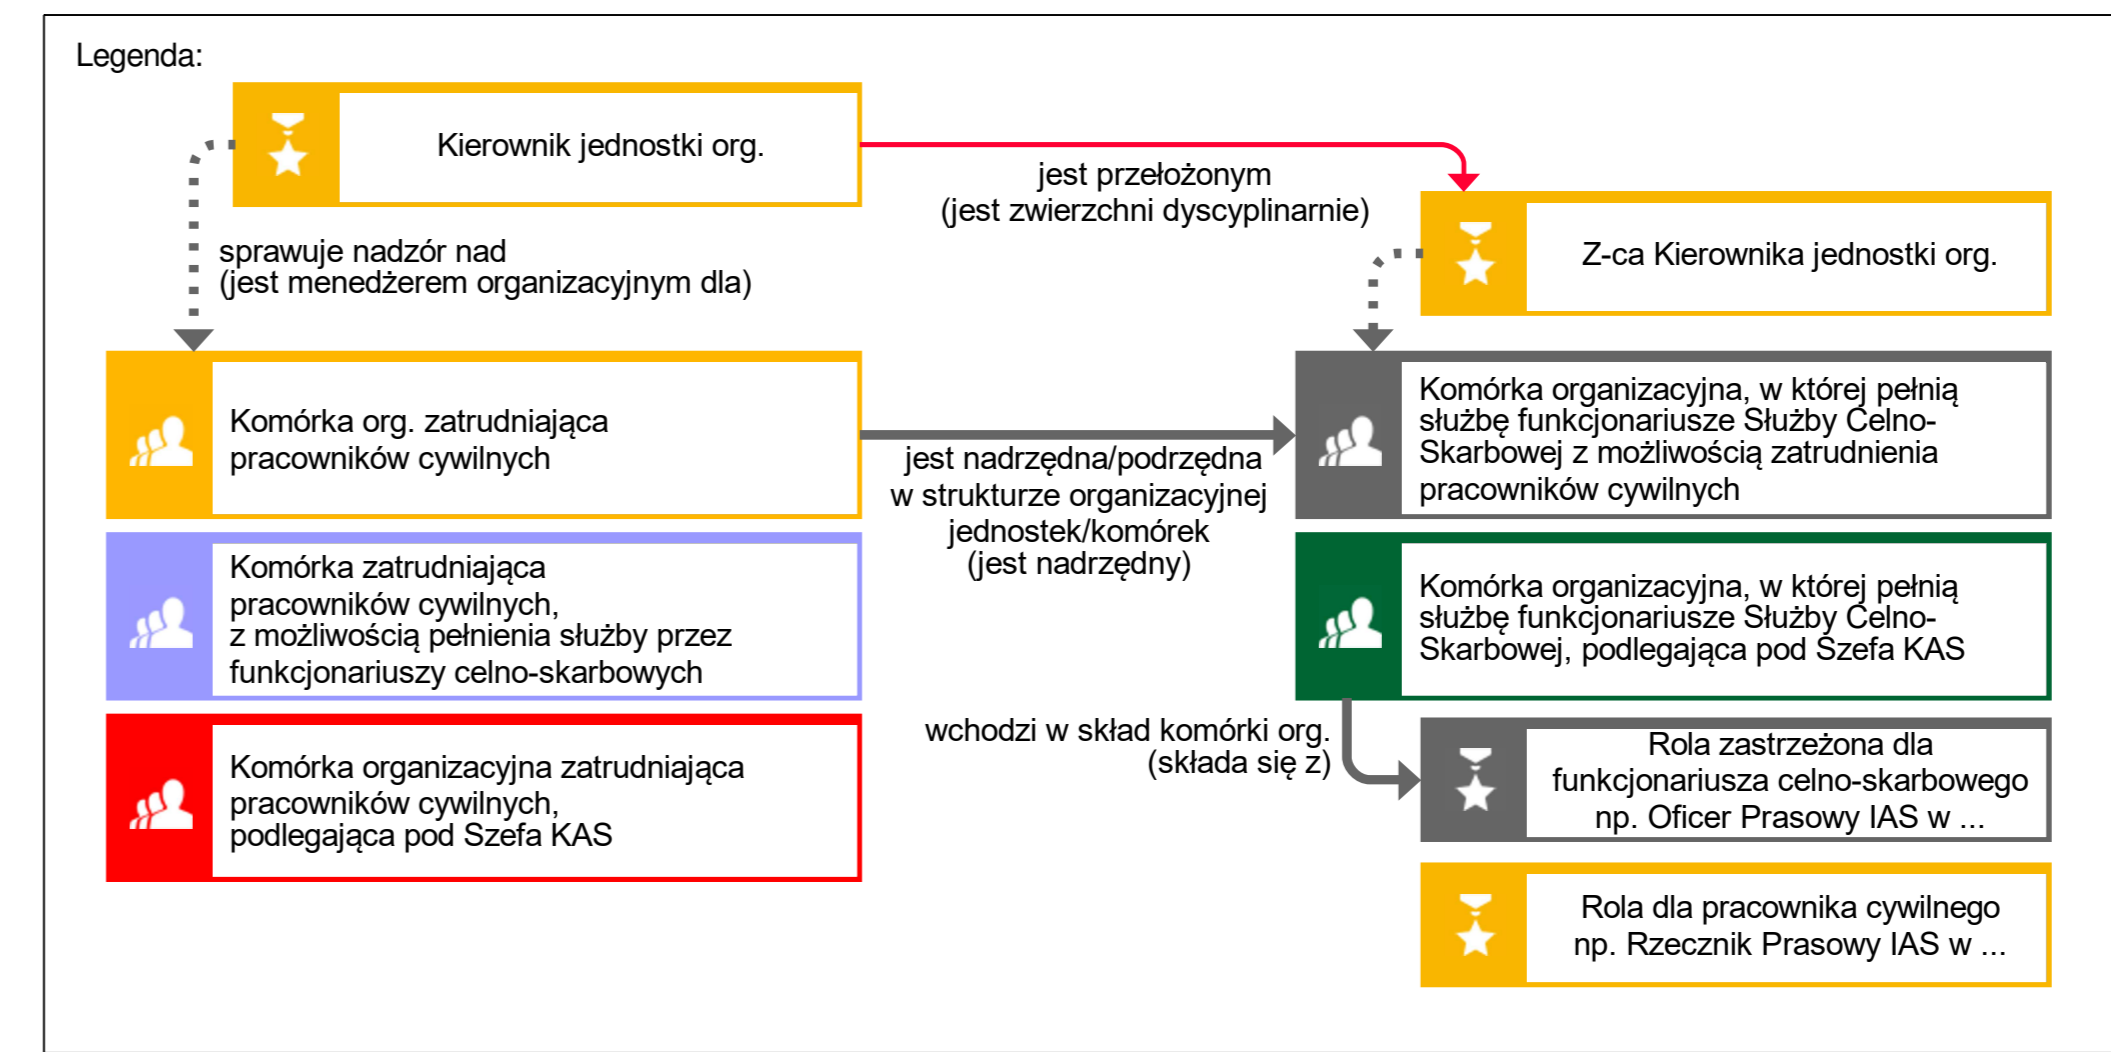 Legenda:
Kierownik jednostki org.
jest przełożonym
(jest zwierzchni dyscyplinarnie)
Z-ca Kierownika jednostki org.
sprawuje nadzór nad
(jest menedżerem organizacyjnym dla)
Komórka org. zatrudniająca
pracowników cywilnych
jest nadrzędna/podrzędna
w strukturze organizacyjnej
jednostek/komórek
(jest nadrzędny)
Komórka organizacyjna, w której pełnią
służbę funkcjonariusze Służby Celno-
Skarbowej z możliwością zatrudnienia
pracowników cywilnych
Komórka zatrudniająca
pracowników cywilnych,
z możliwością pełnienia służby przez
funkcjonariuszy celno-skarbowych
Komórka organizacyjna, w której pełnią
służbę funkcjonariusze Służby Celno-
Skarbowej, podlegająca pod Szefa KAS
Komórka organizacyjna zatrudniająca
pracowników cywilnych,
podlegająca pod Szefa KAS
wchodzi w skład komórki org.
(składa się z)
Rola zastrzeżona dla
funkcjonariusza celno-skarbowego
np. Oficer Prasowy IAS w ...
Rola dla pracownika cywilnego
np. Rzecznik Prasowy IAS w ...